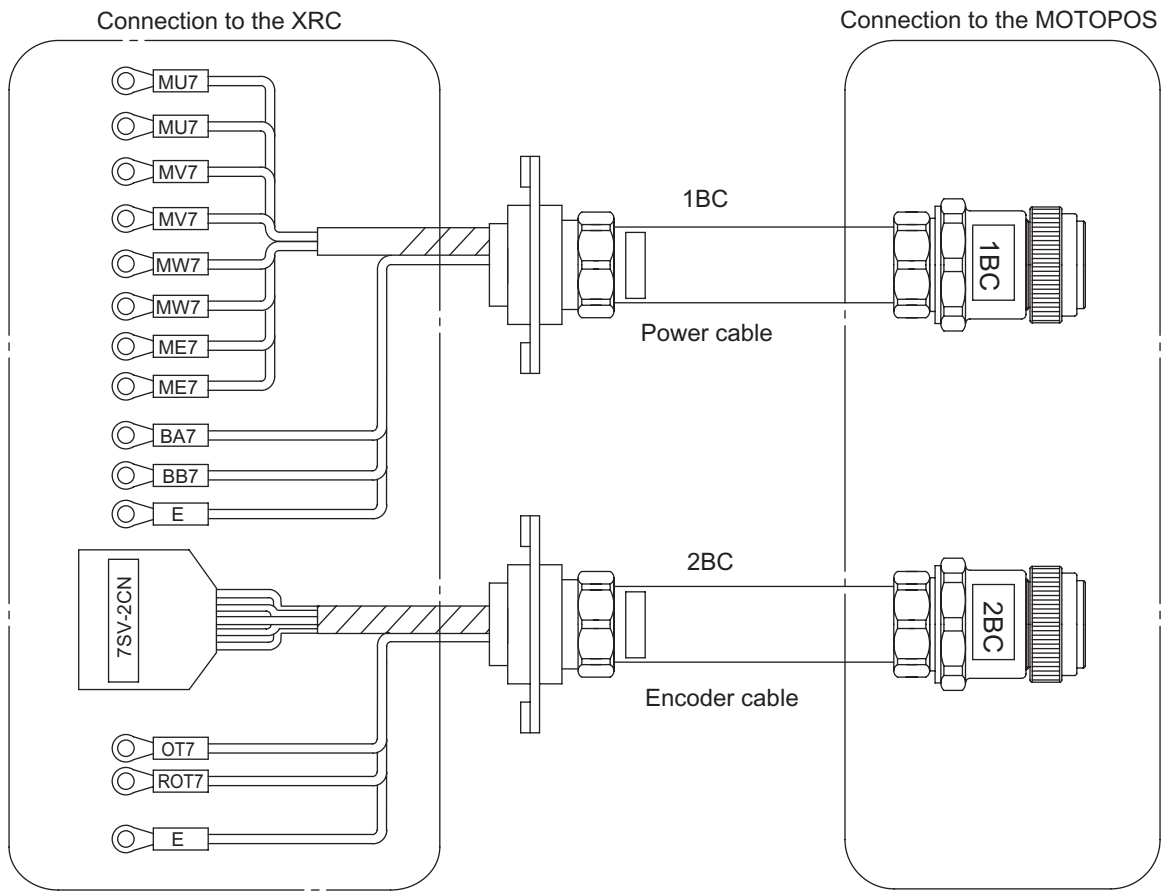 Connection to the XRC
Connection to the MOTOPOS
MU7
MU7
MV7
MV7
MW7
MW7
ME7
ME7
BA7
BB7
E
1BC
Power cable
1BC
7SV-2CN
OT7
ROT7
E
2BC
Encoder cable
2BC